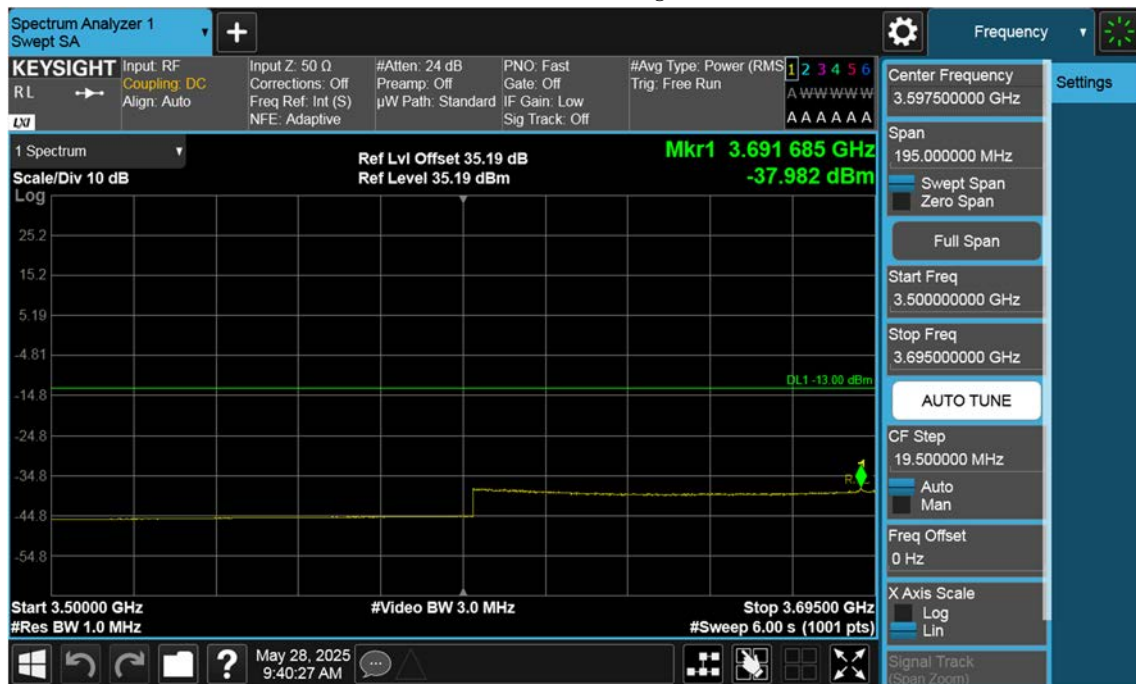 Spectrum Analyzer 1
Swept SA
+
Frequency
KEYSIGHT
RL
LXI
Input: RF
Coupling: DC
Align: Auto
Input Z: 50 Ω
Corrections: Off
Freq Ref: Int (S)
NFE: Adaptive
#Atten: 24 dB
Preamp: Off
µW Path: Standard
PNO: Fast
Gate: Off
IF Gain: Low
Sig Track: Off
#Avg Type: Power (RMS
Trig: Free Run
1 2 3 4 5 6
A W W W W W
A A A A A A
1 Spectrum
Scale/Div 10 dB
Log
Ref Lvl Offset 35.19 dB
Ref Level 35.19 dBm
Mkr1 3.691 685 GHz
-37.982 dBm
25.2
15.2
5.19
-4.81
DL1 -13.00 dBm
-14.8
-24.8
-34.8
-44.8
-54.8
Start 3.50000 GHz
#Res BW 1.0 MHz
#Video BW 3.0 MHz
Stop 3.69500 GHz
#Sweep 6.00 s (1001 pts)
May 28, 2025
9:40:27 AM
Center Frequency
3.597500000 GHz
Settings
Span
195.000000 MHz
Swept Span
Zero Span
Full Span
Start Freq
3.500000000 GHz
Stop Freq
3.695000000 GHz
AUTO TUNE
CF Step
19.500000 MHz
Auto
Man
Freq Offset
0 Hz
X Axis Scale
Log
Lin
Signal Track
(Span Zoom)